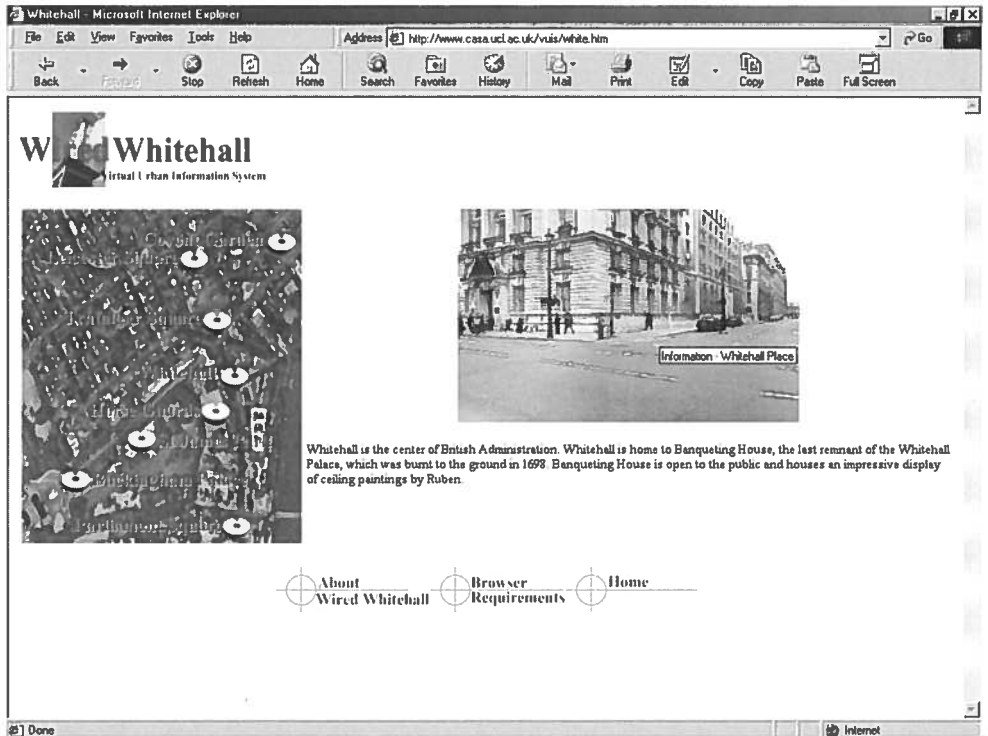 Whitehall - Microsoft Internet Explorer
File Edit View Favorites Tools Help Address http://www.casa.ucl.ac.uk/vuis/white.htm Go
Back Forward Stop Refresh Home Search Favorites History Mail Print Edit Copy Paste Full Screen
Wired Whitehall
Virtual Urban Information System
Covent Garden
Leicester Square
Trafalgar Square
Whitehall
Horse Guards
St James
Buckingham Palace
Parliament Square
Information - Whitehall Place
Whitehall is the center of British Administration. Whitehall is home to Banqueting House, the last remnant of the Whitehall
Palace, which was burnt to the ground in 1698. Banqueting House is open to the public and houses an impressive display
of ceiling paintings by Ruben.
About
Wired Whitehall
Browser
Requirements
Home
Done Internet